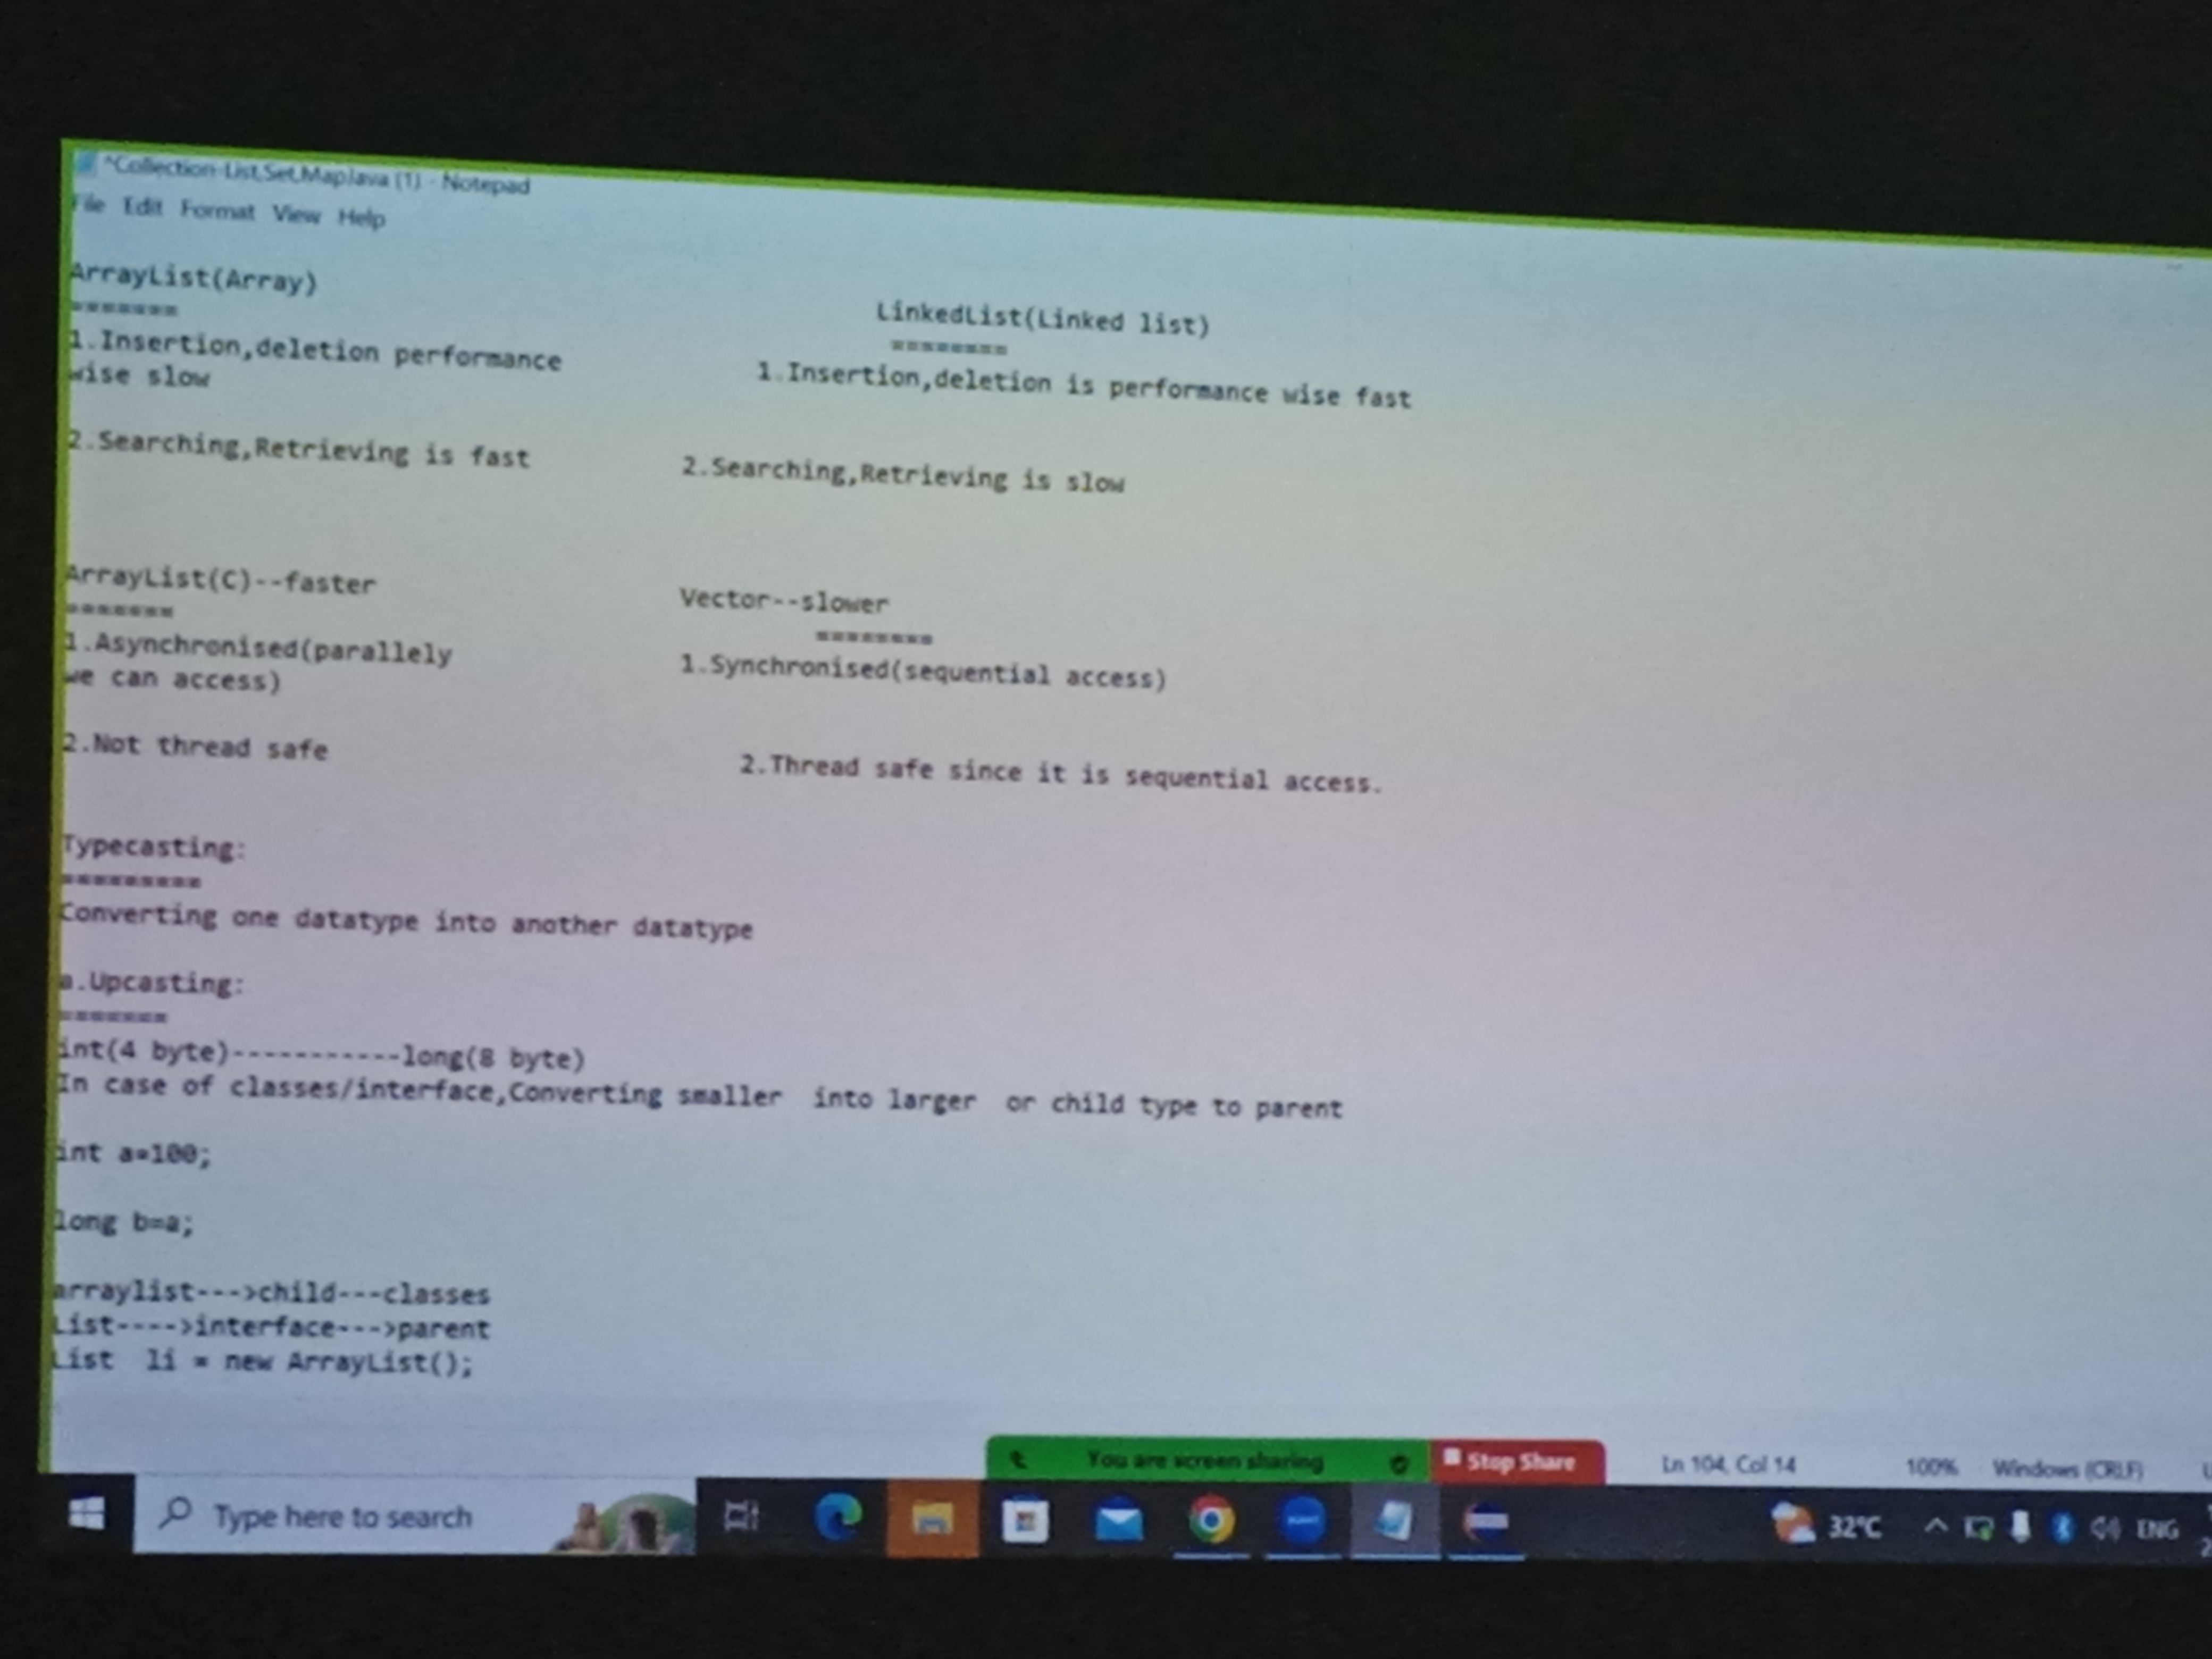 *Collection-List,Set,MapJava (1) - Notepad
File Edit Format View Help
ArrayList(Array)
=======
LinkedList(Linked list)
========
1.Insertion,deletion performance
wise slow
1.Insertion,deletion is performance wise fast
2.Searching,Retrieving is fast
2.Searching,Retrieving is slow
ArrayList(C)--faster
=======
Vector--slower
========
1.Asynchronised(parallely
we can access)
1.Synchronised(sequential access)
2.Not thread safe
2.Thread safe since it is sequential access.
Typecasting:
=========
Converting one datatype into another datatype
a.Upcasting:
=======
int(4 byte)-----------long(8 byte)
In case of classes/interface,Converting smaller  into larger  or child type to parent
int a=100;
long b=a;
arraylist--->child---classes
List---->interface--->parent
List  li = new ArrayList();
You are screen sharing Stop Share
Ln 104, Col 14 100% Windows (CRLF)
Type here to search
32°C ENG